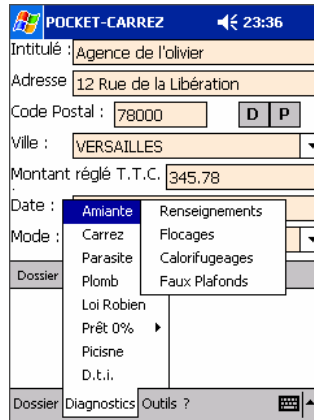 POCKET-CARREZ 23:36
Intitulé : Agence de l'olivier
Adresse 12 Rue de la Libération
Code Postal : 78000 D P
Ville : VERSAILLES
Montant réglé T.T.C. 345.78
Date :
Mode :
Amiante
Carrez
Parasite
Plomb
Loi Robien
Prêt 0%
Picisne
D.t.i.
Renseignements
Flocages
Calorifugeages
Faux Plafonds
Dossier
Dossier Diagnostics Outils ?